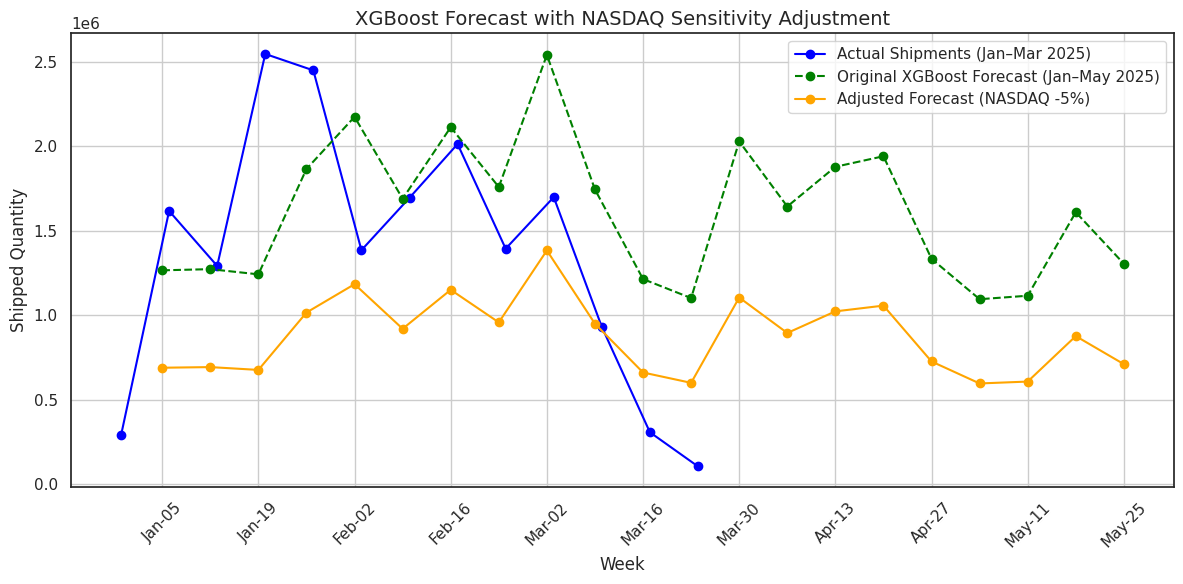 XGBoost Forecast with NASDAQ Sensitivity Adjustment
1e6
Actual Shipments (Jan–Mar 2025)
Original XGBoost Forecast (Jan–May 2025)
Adjusted Forecast (NASDAQ -5%)
Shipped Quantity
2.5
2.0
1.5
1.0
0.5
0.0
Jan-05
Jan-19
Feb-02
Feb-16
Mar-02
Mar-16
Mar-30
Apr-13
Apr-27
May-11
May-25
Week